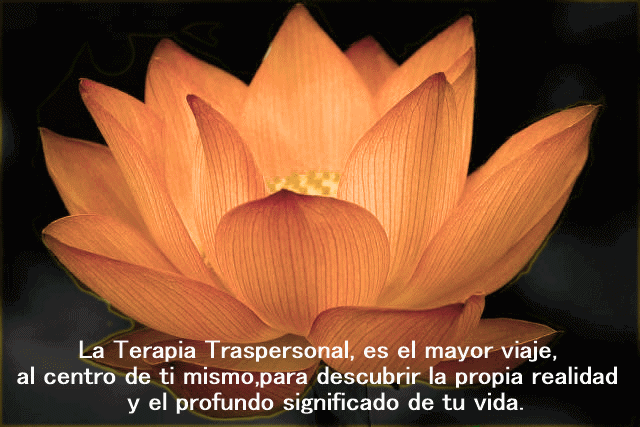 La Terapia Traspersonal, es el mayor viaje,
al centro de ti mismo,para descubrir la propia realidad
y el profundo significado de tu vida.